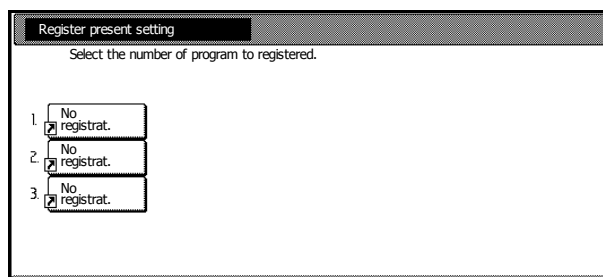 Register present setting
Select the number of program to registered.
1.
No
registrat.
2.
No
registrat.
3.
No
registrat.